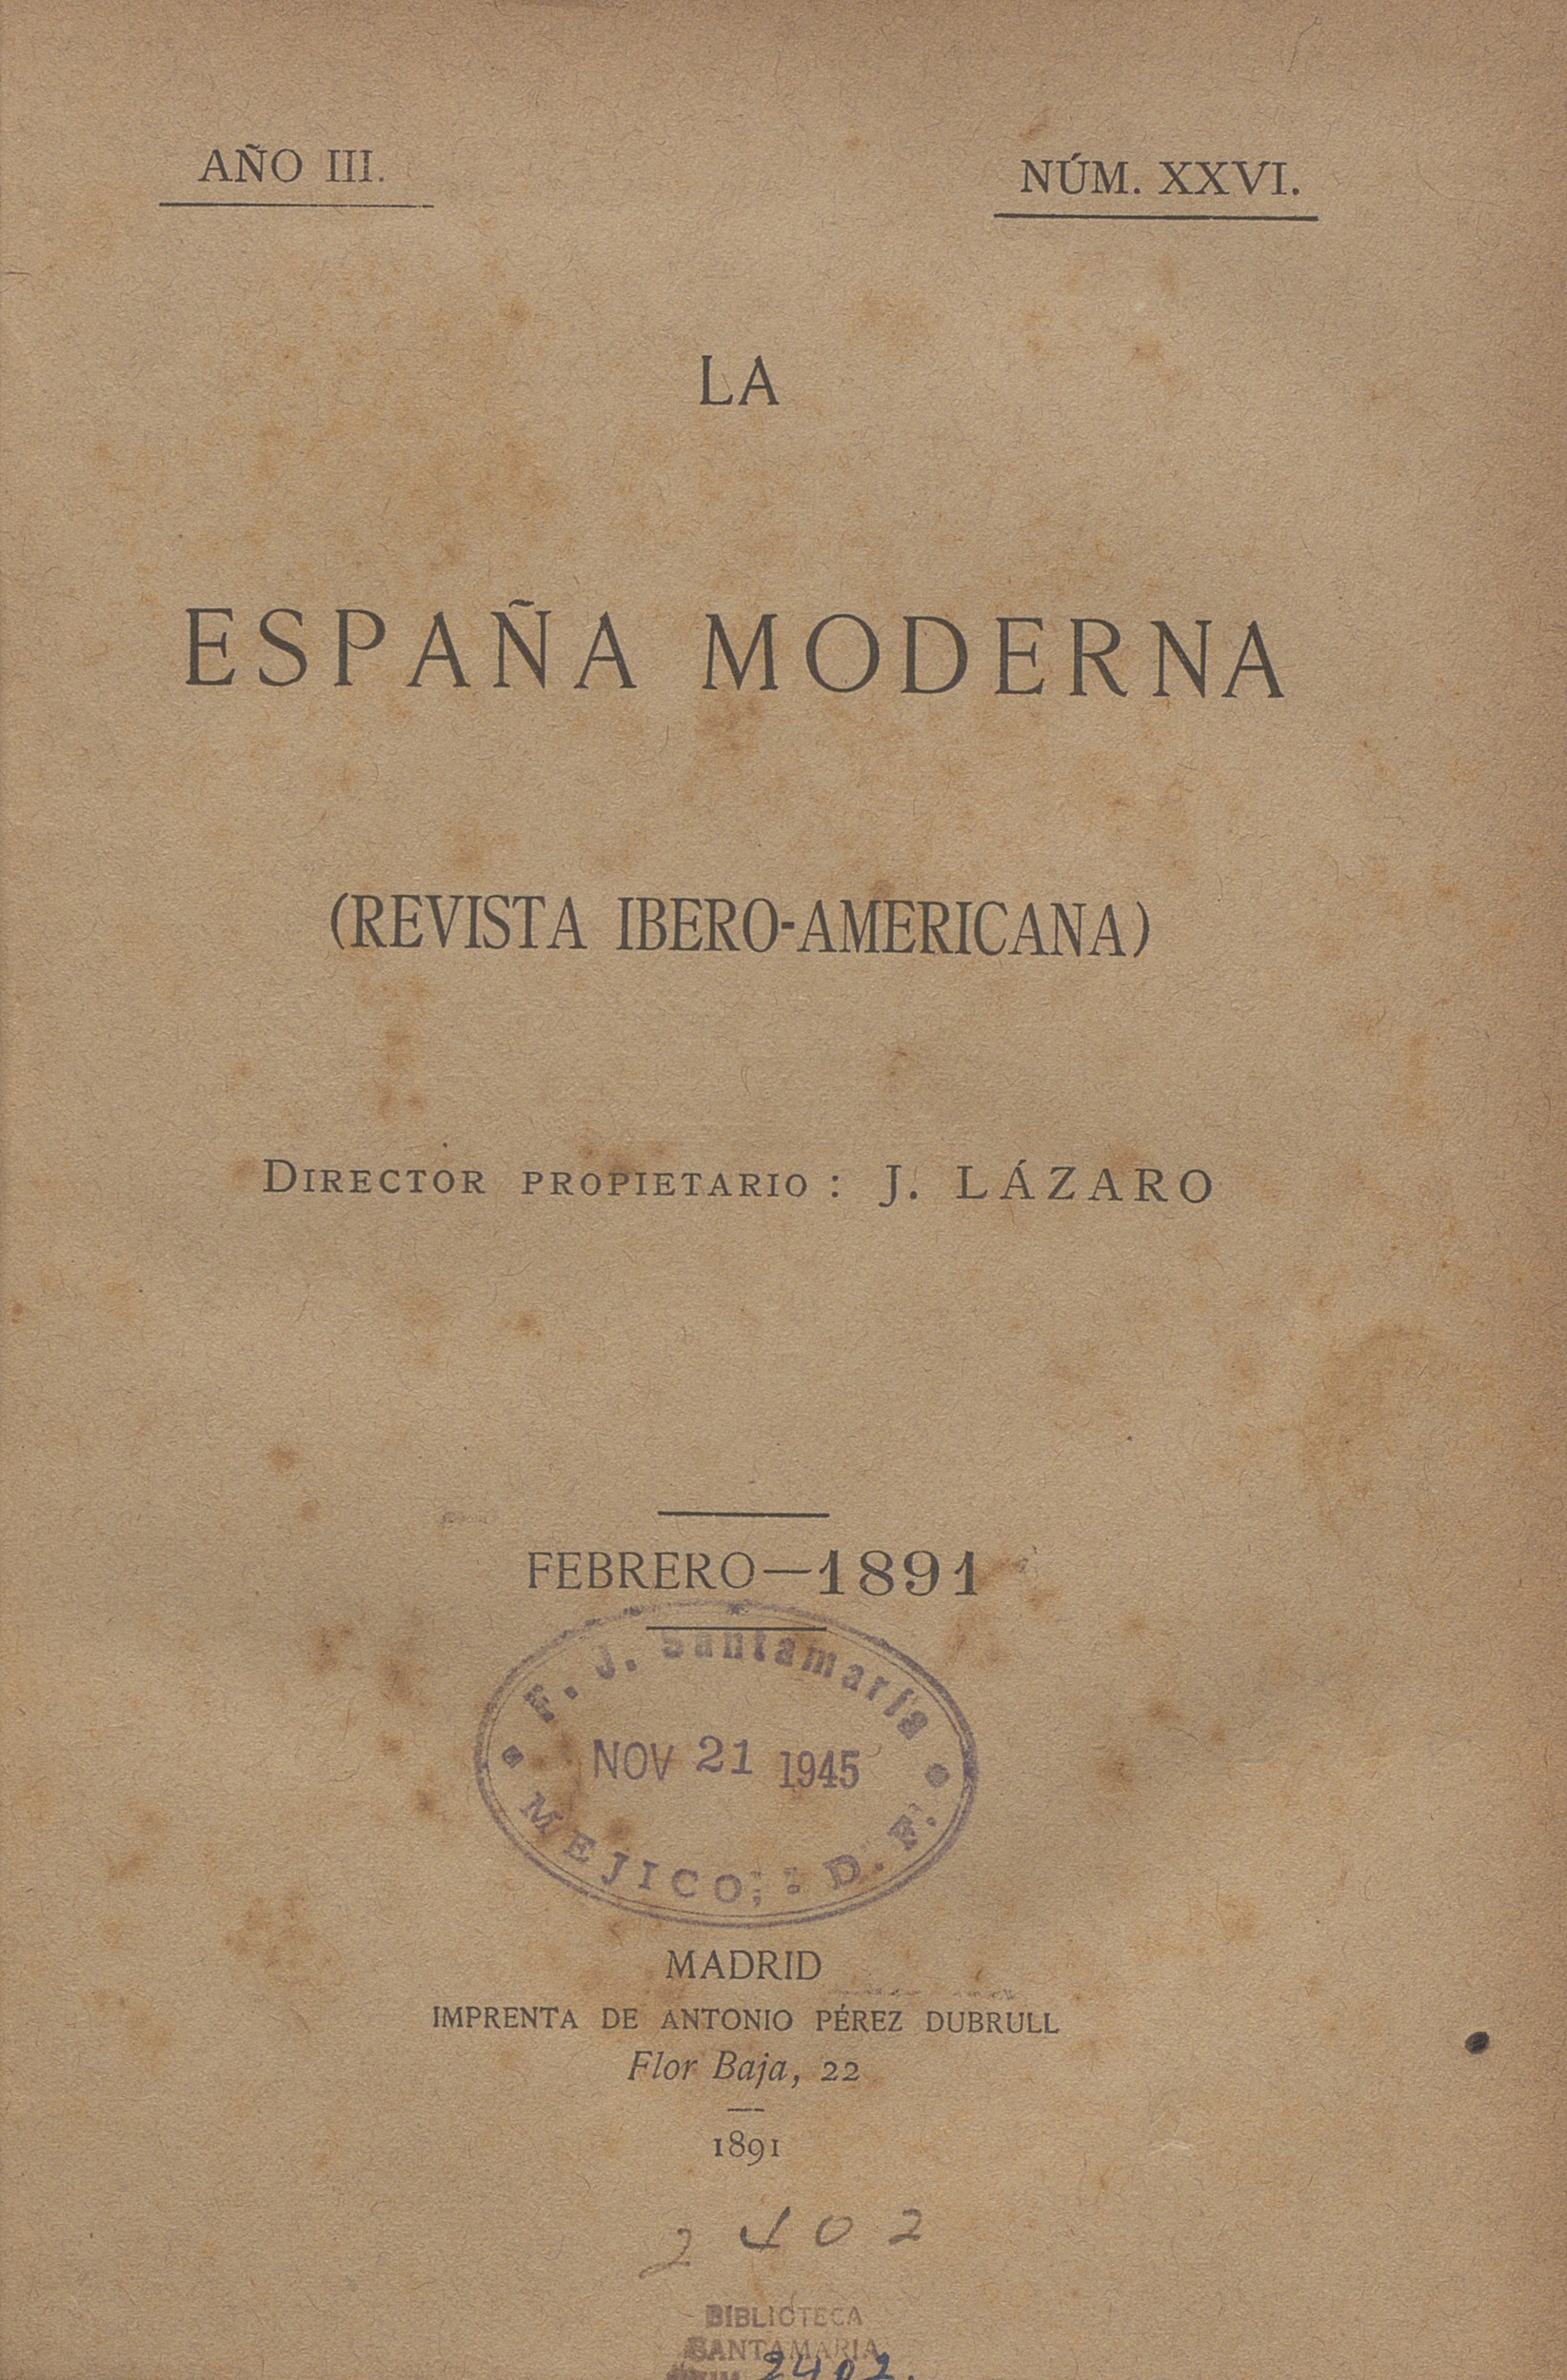 AÑO III.
NÚM. XXVI.
LA
ESPAÑA MODERNA
(REVISTA IBERO-AMERICANA)
DIRECTOR PROPIETARIO: J. LÁZARO
FEBRERO—1891
F. J. Santamaría
NOV 21 1945
MEJICO, D. F.
MADRID
IMPRENTA DE ANTONIO PÉREZ DUBRULL
Flor Baja, 22
1891
2402
BIBLIOTECA
SANTAMARIA
2402.